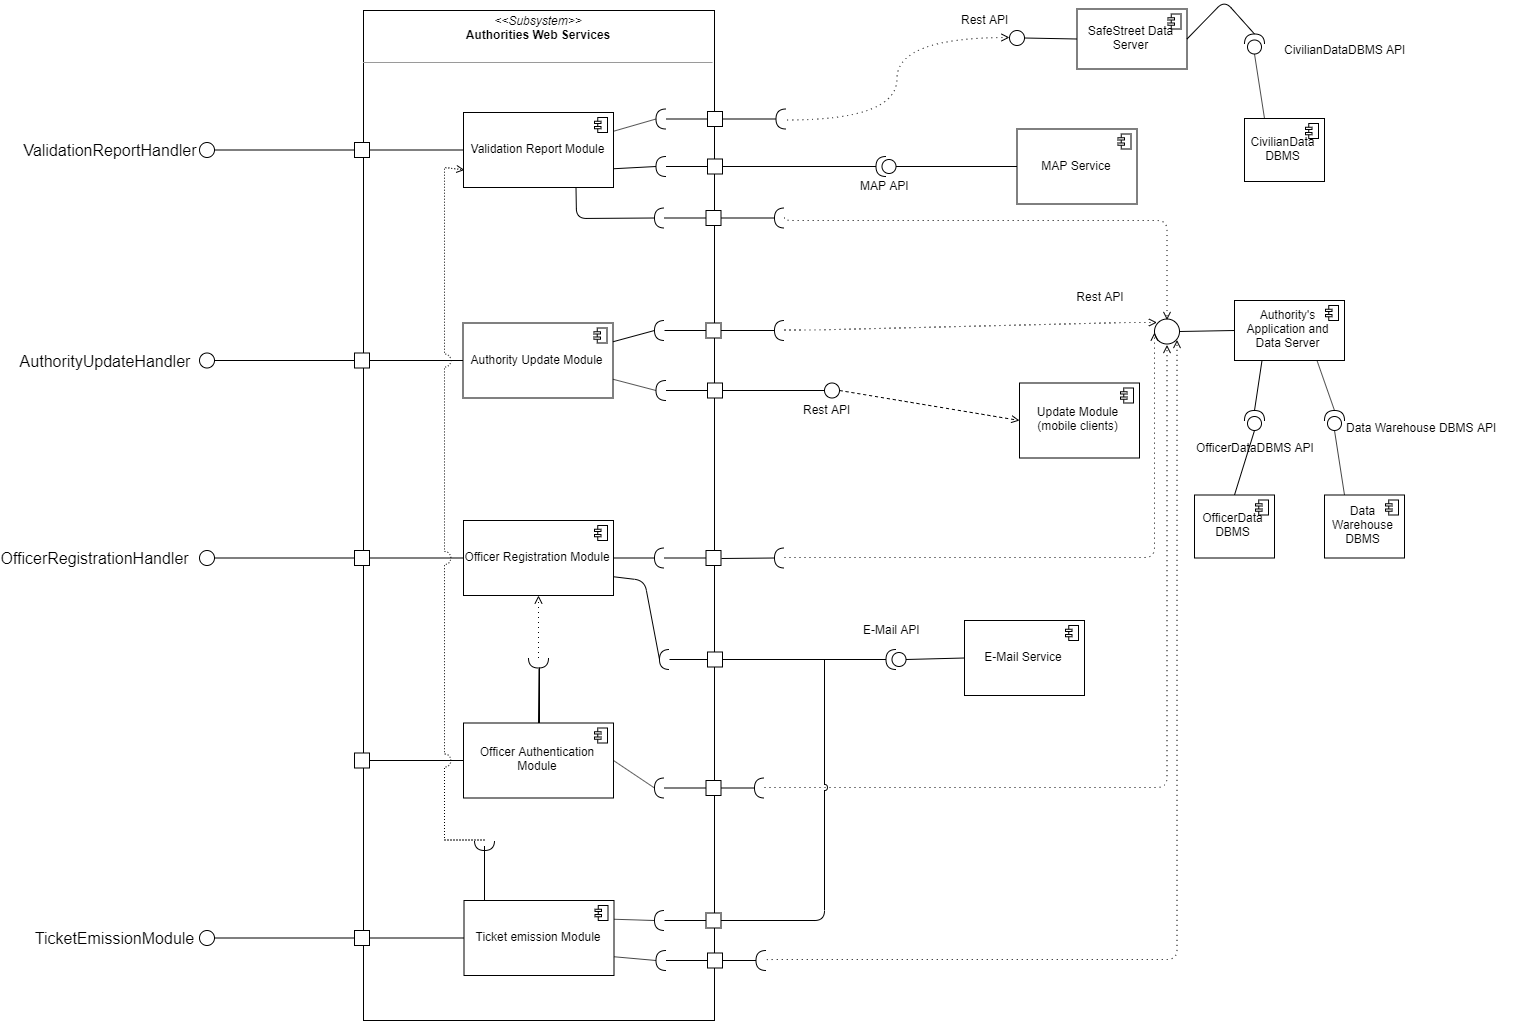 <<Subsystem>>
Authorities Web Services
Rest API
SafeStreet Data
Server
CivilianDataDBMS API
ValidationReportHandler
Validation Report Module
MAP API
MAP Service
CivilianData
DBMS
AuthorityUpdateHandler
Authority Update Module
Rest API
Authority's
Application and
Data Server
Rest API
Update Module
(mobile clients)
OfficerDataDBMS API
Data Warehouse DBMS API
OfficerData
DBMS
Data
Warehouse
DBMS
OfficerRegistrationHandler
Officer Registration Module
E-Mail API
E-Mail Service
Officer Authentication
Module
TicketEmissionModule
Ticket emission Module